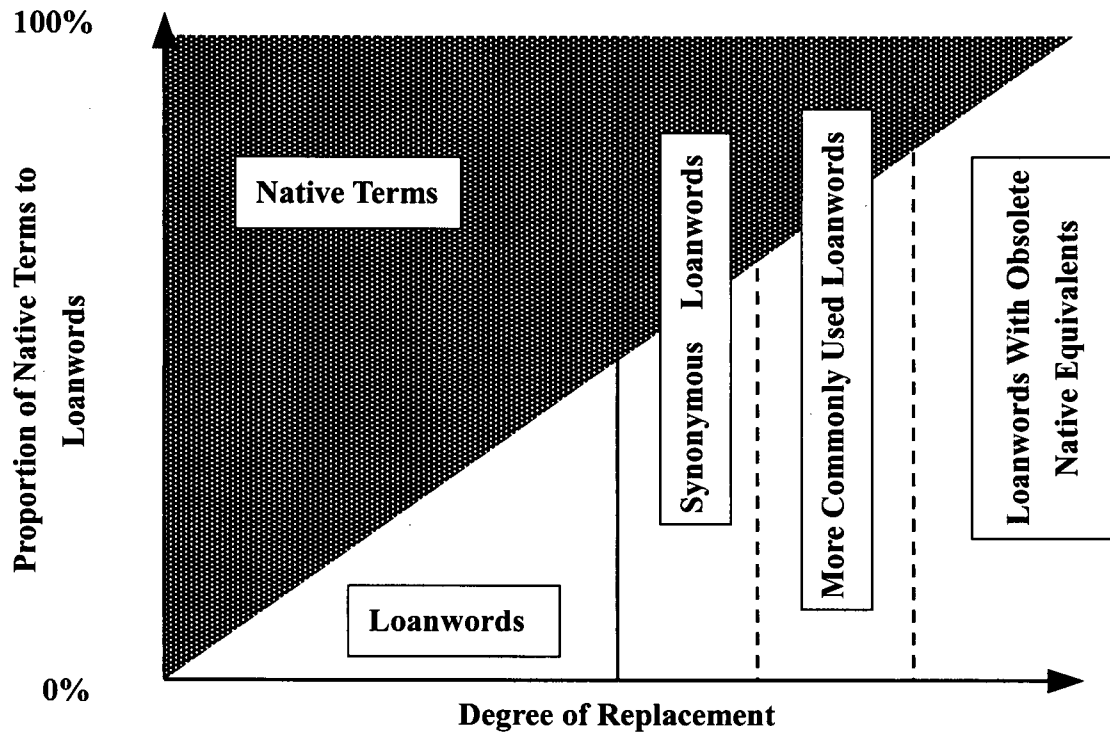 100%
Proportion of Native Terms to
Loanwords
Native Terms
Loanwords
Synonymous Loanwords
More Commonly Used Loanwords
Loanwords With Obsolete
Native Equivalents
0%
Degree of Replacement